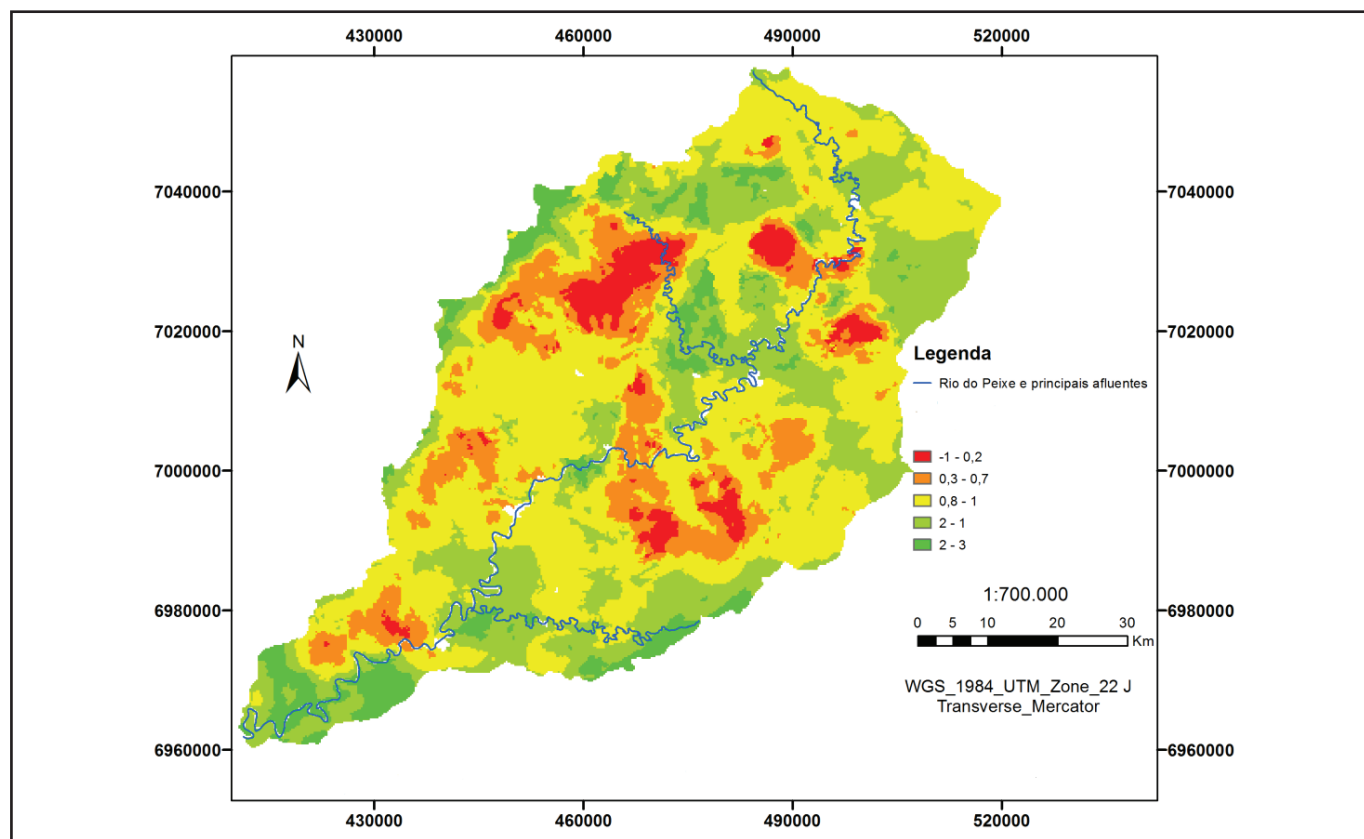 430000 460000 490000 520000
7040000 7040000
7020000 7020000
N
Legenda
Rio do Peixe e principais afluentes
7000000 7000000
-1 - 0,2
0,3 - 0,7
0,8 - 1
2 - 1
2 - 3
6980000 6980000
1:700.000
0 5 10 20 30
Km
WGS_1984_UTM_Zone_22 J
Transverse_Mercator
6960000 6960000
430000 460000 490000 520000